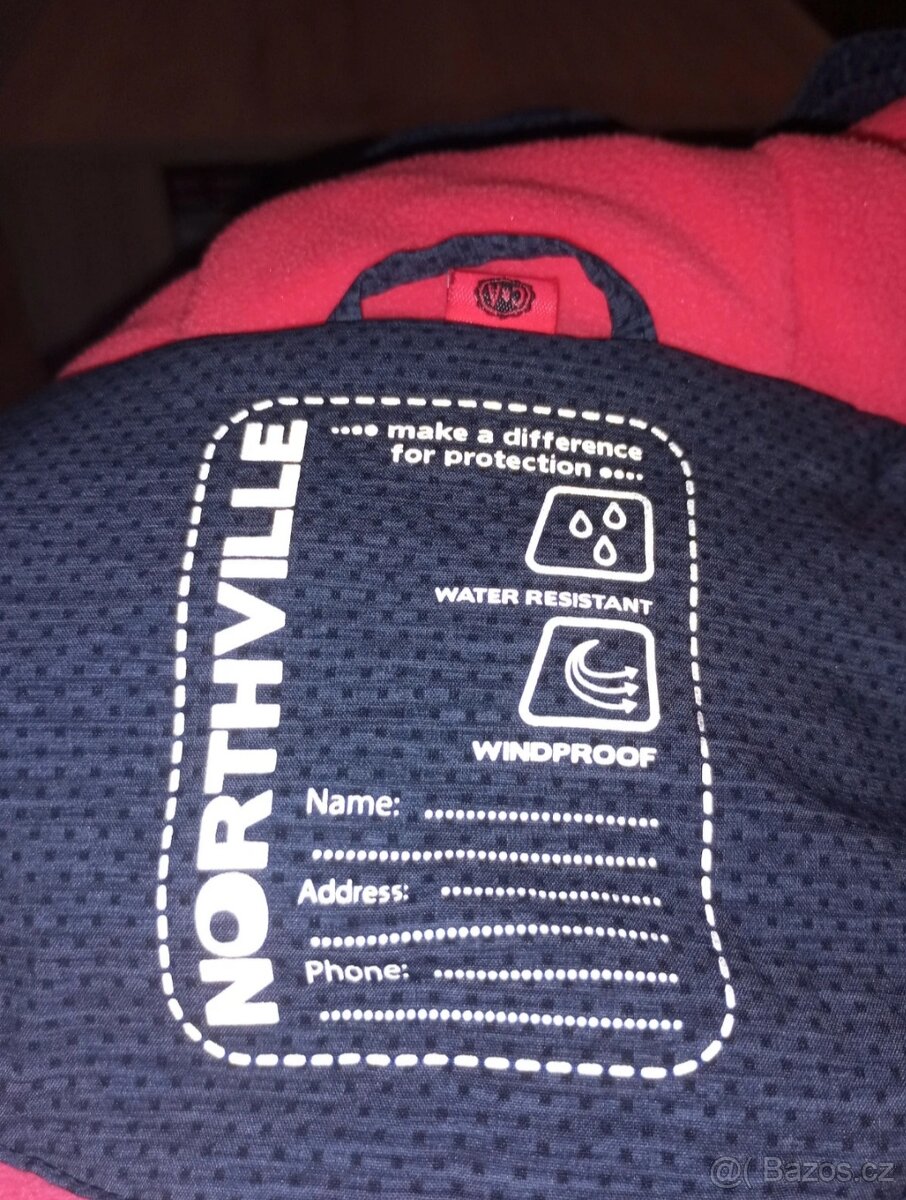 NORTHVILLE
make a difference
for protection
WATER RESISTANT
WINDPROOF
Name:
Address:
Phone:
@( Bazos.cz